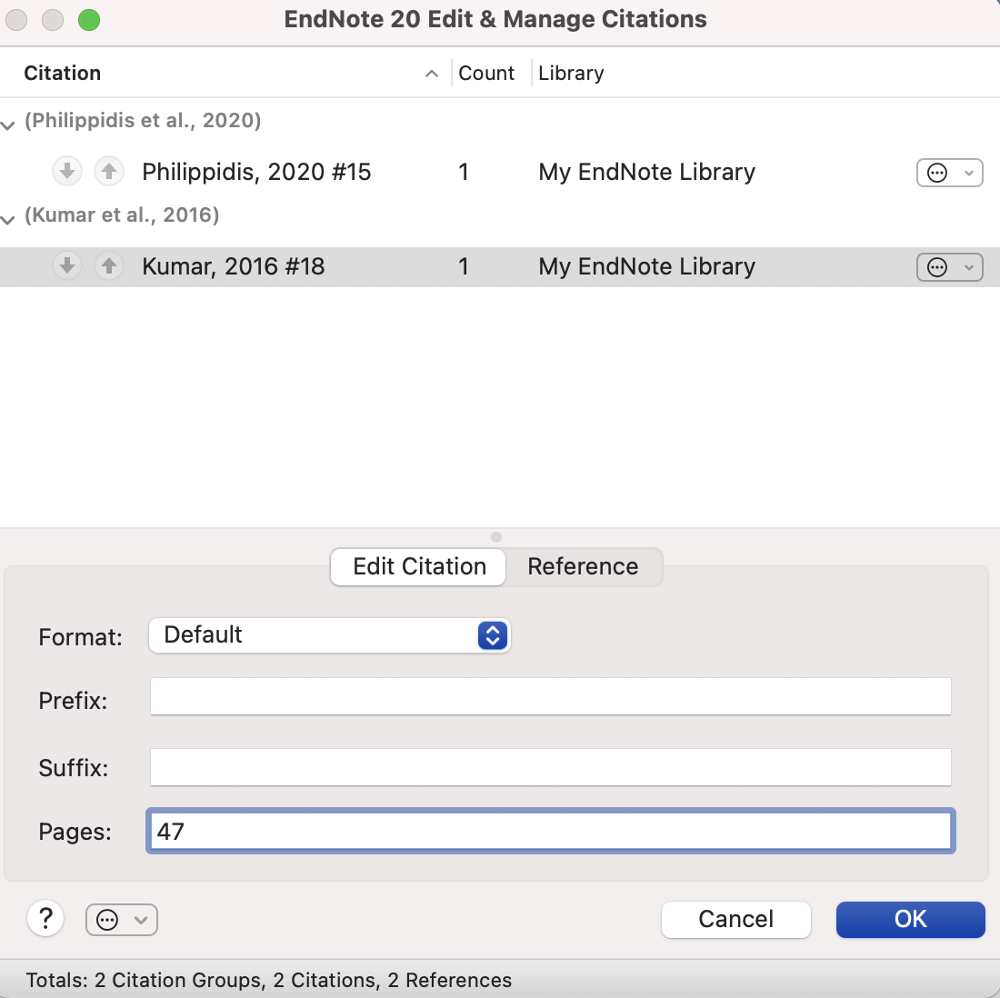 EndNote 20 Edit & Manage Citations
Citation Count Library
(Philippidis et al., 2020)
Philippidis, 2020 #15 1 My EndNote Library
(Kumar et al., 2016)
Kumar, 2016 #18 1 My EndNote Library
Edit Citation Reference
Format: Default
Prefix:
Suffix:
Pages: 47
? Cancel OK
Totals: 2 Citation Groups, 2 Citations, 2 References